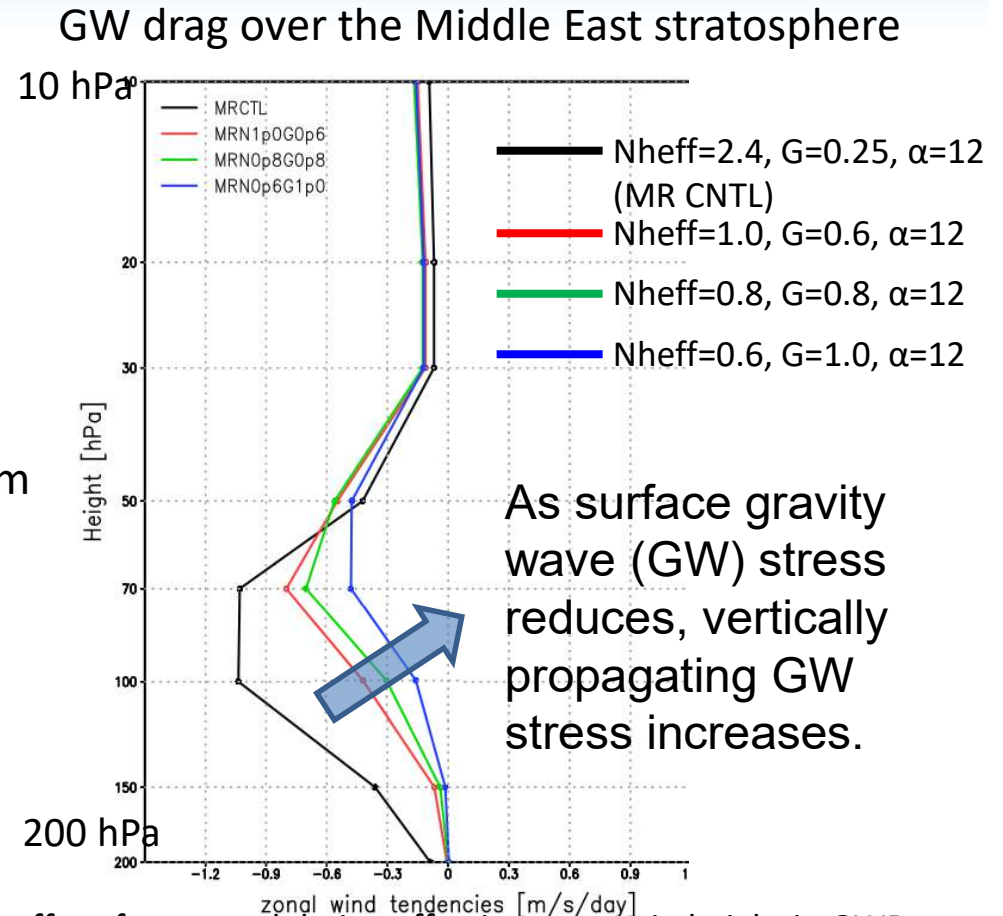 GW drag over the Middle East stratosphere
10 hPa
10
MRCTL
MRN1p0G0p6
MRN0p8G0p8
MRN0p6G1p0
Nheff=2.4, G=0.25, α=12
(MR CNTL)
Nheff=1.0, G=0.6, α=12
Nheff=0.8, G=0.8, α=12
Nheff=0.6, G=1.0, α=12
20
30
50
70
100
150
200
Height [hPa]
m
As surface gravity
wave (GW) stress
reduces, vertically
propagating GW
stress increases.
200 hPa
-1.2 -0.9 -0.6 -0.3 0 0.3 0.6 0.9 1
zonal wind tendencies [m/s/day]